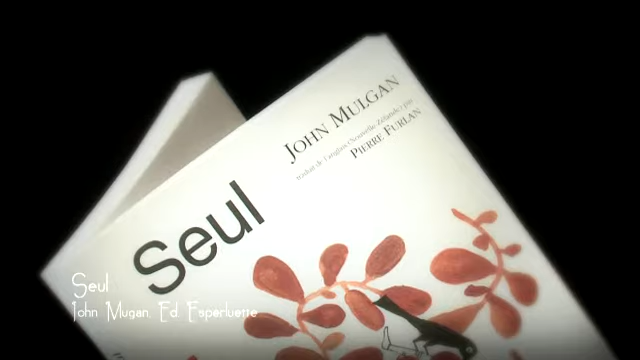 John Mulgan
traduit de l'anglais (Nouvelle-Zélande) par
Pierre Furlan
Seul
Seul
John Mugan. Ed. Esperluette